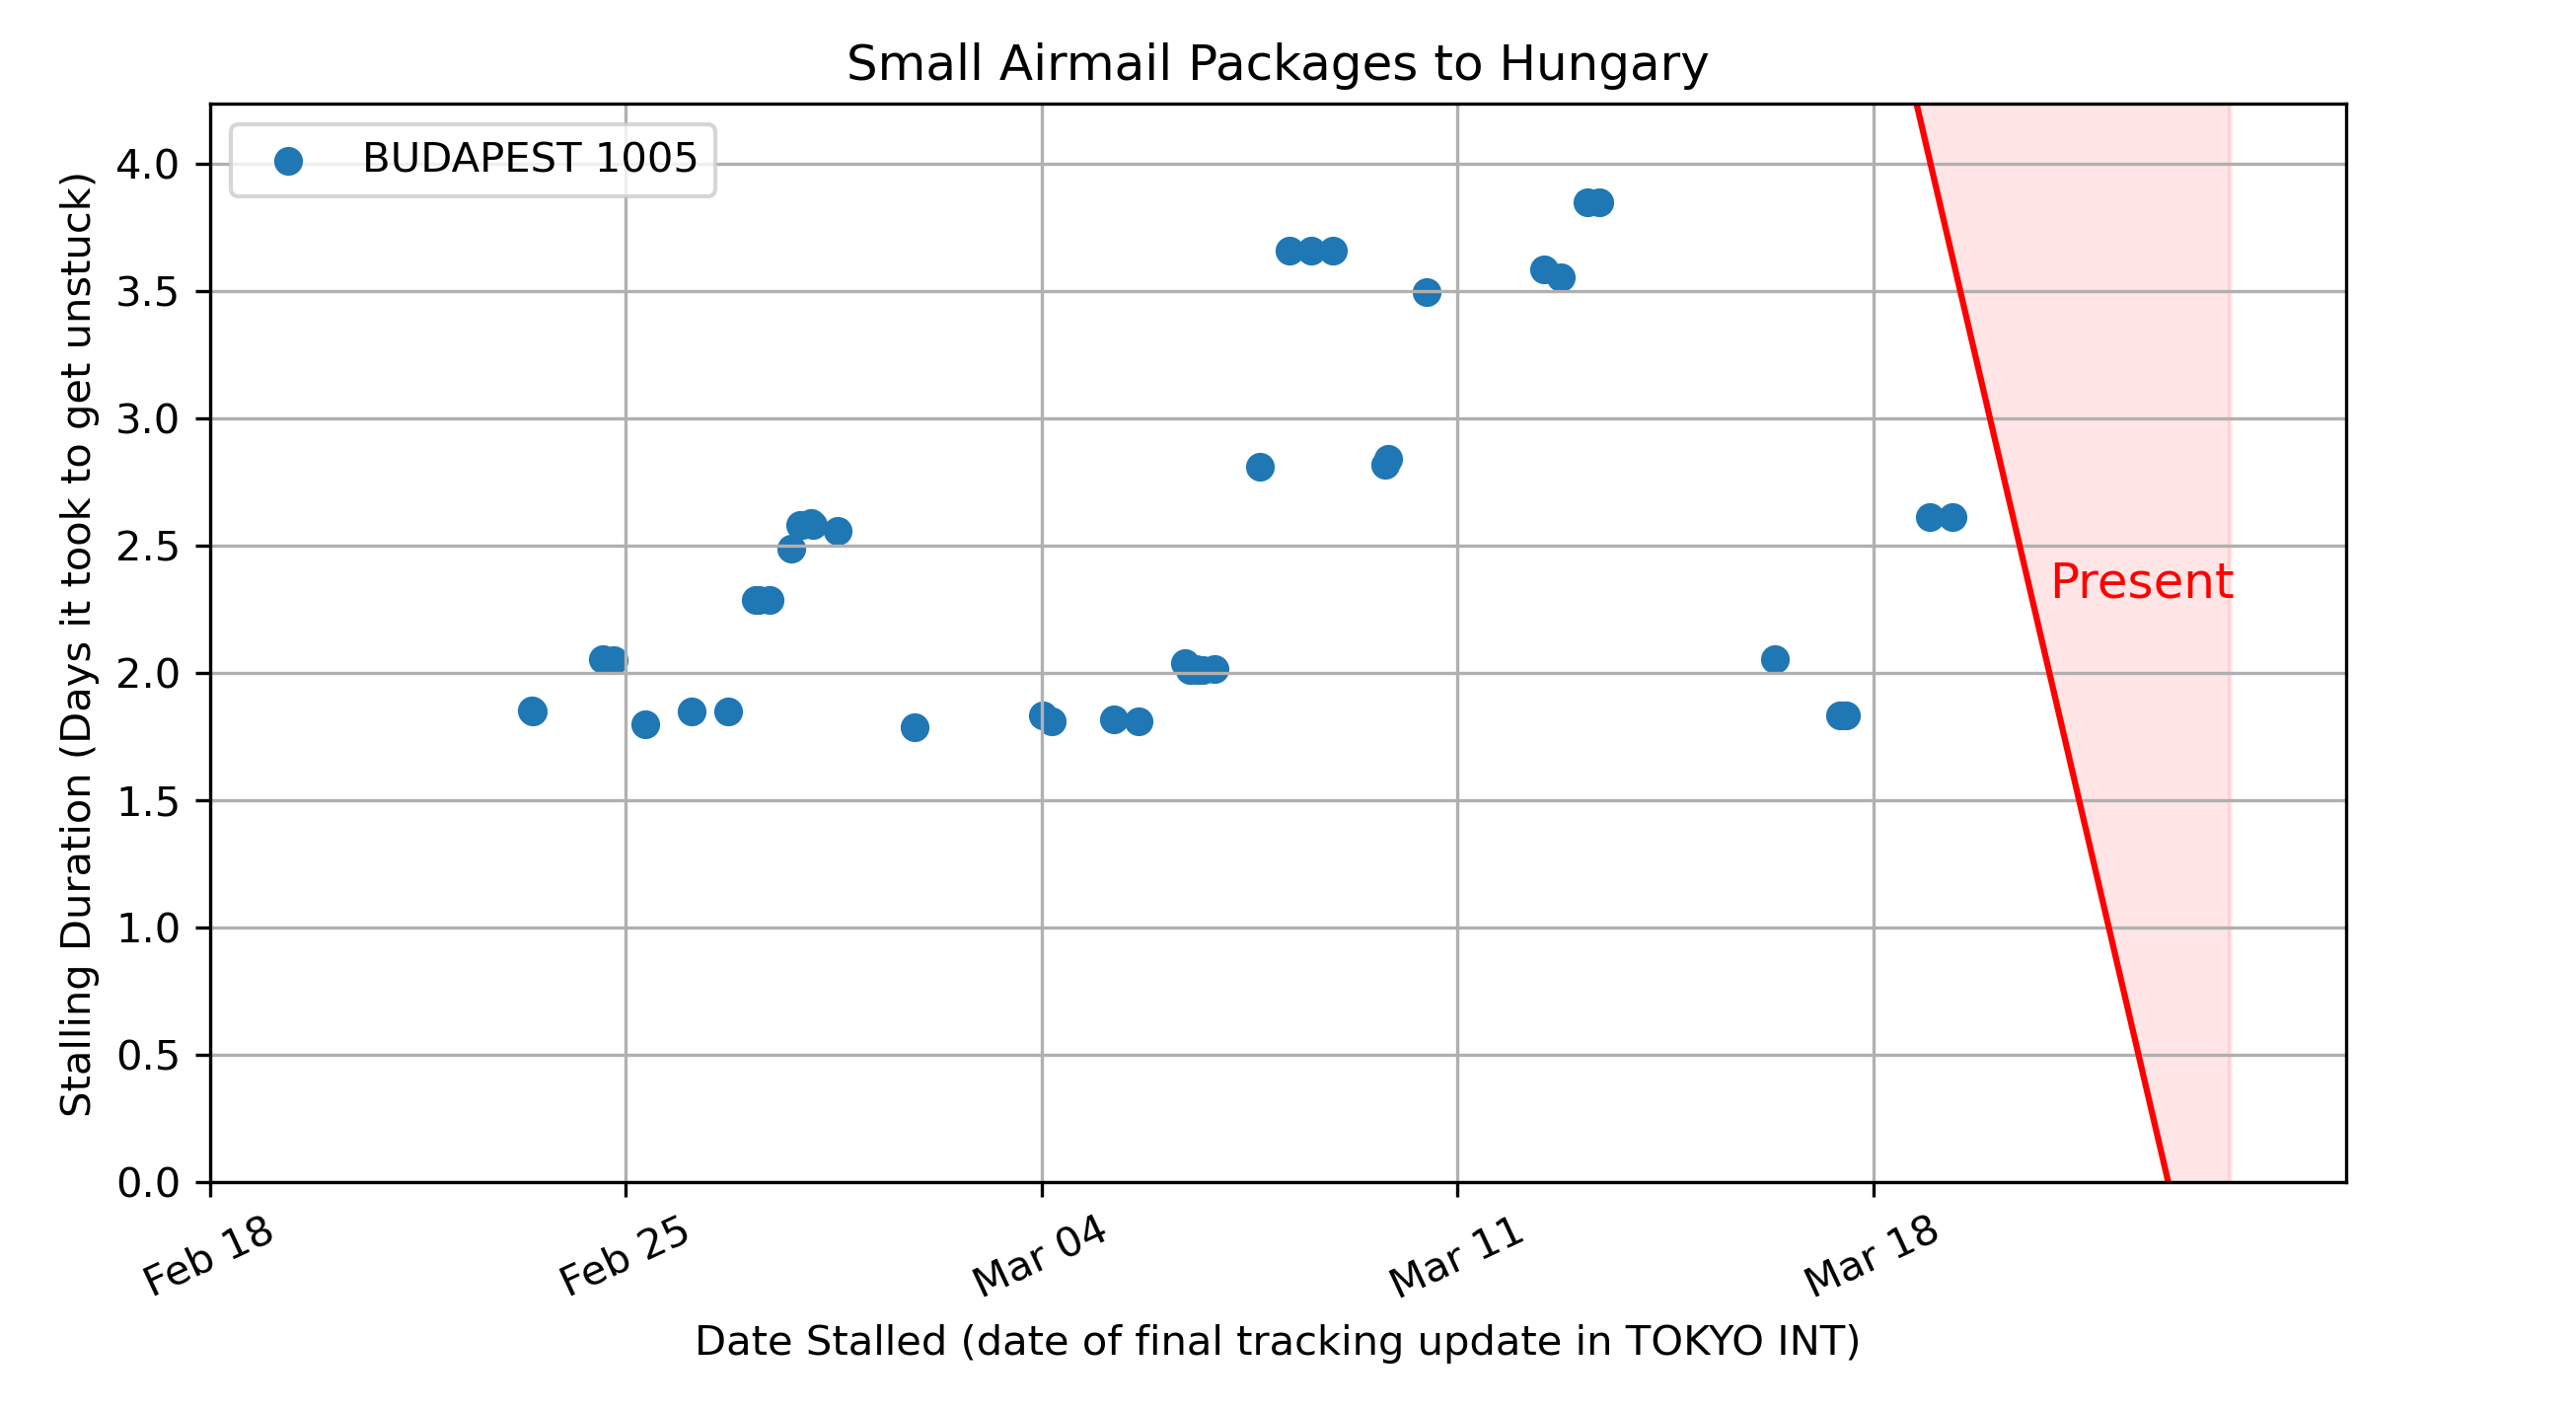 Small Airmail Packages to Hungary
BUDAPEST 1005
Stalling Duration (Days it took to get unstuck)
4.0
3.5
3.0
2.5
2.0
1.5
1.0
0.5
0.0
Present
Feb 18
Feb 25
Mar 04
Mar 11
Mar 18
Date Stalled (date of final tracking update in TOKYO INT)